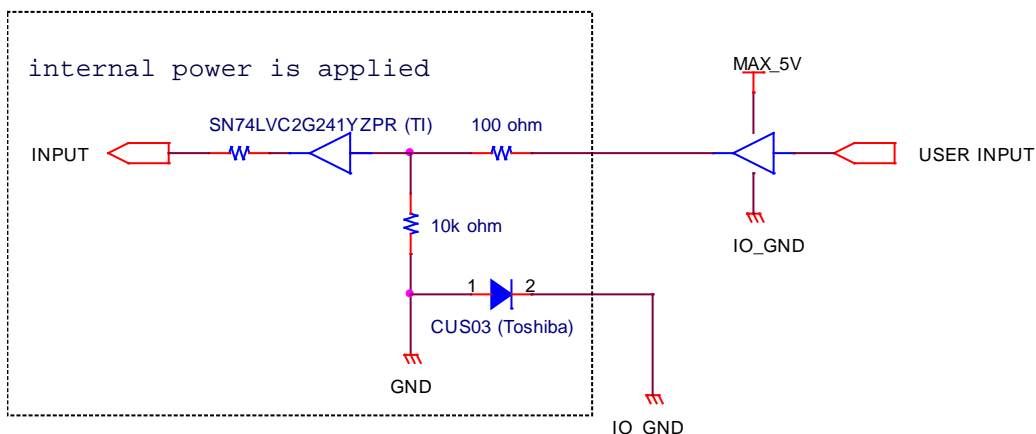 internal power is applied
MAX_5V
SN74LVC2G241YZPR (TI)
100 ohm
INPUT
USER INPUT
10k ohm
IO_GND
1
2
CUS03 (Toshiba)
GND
IO_GND